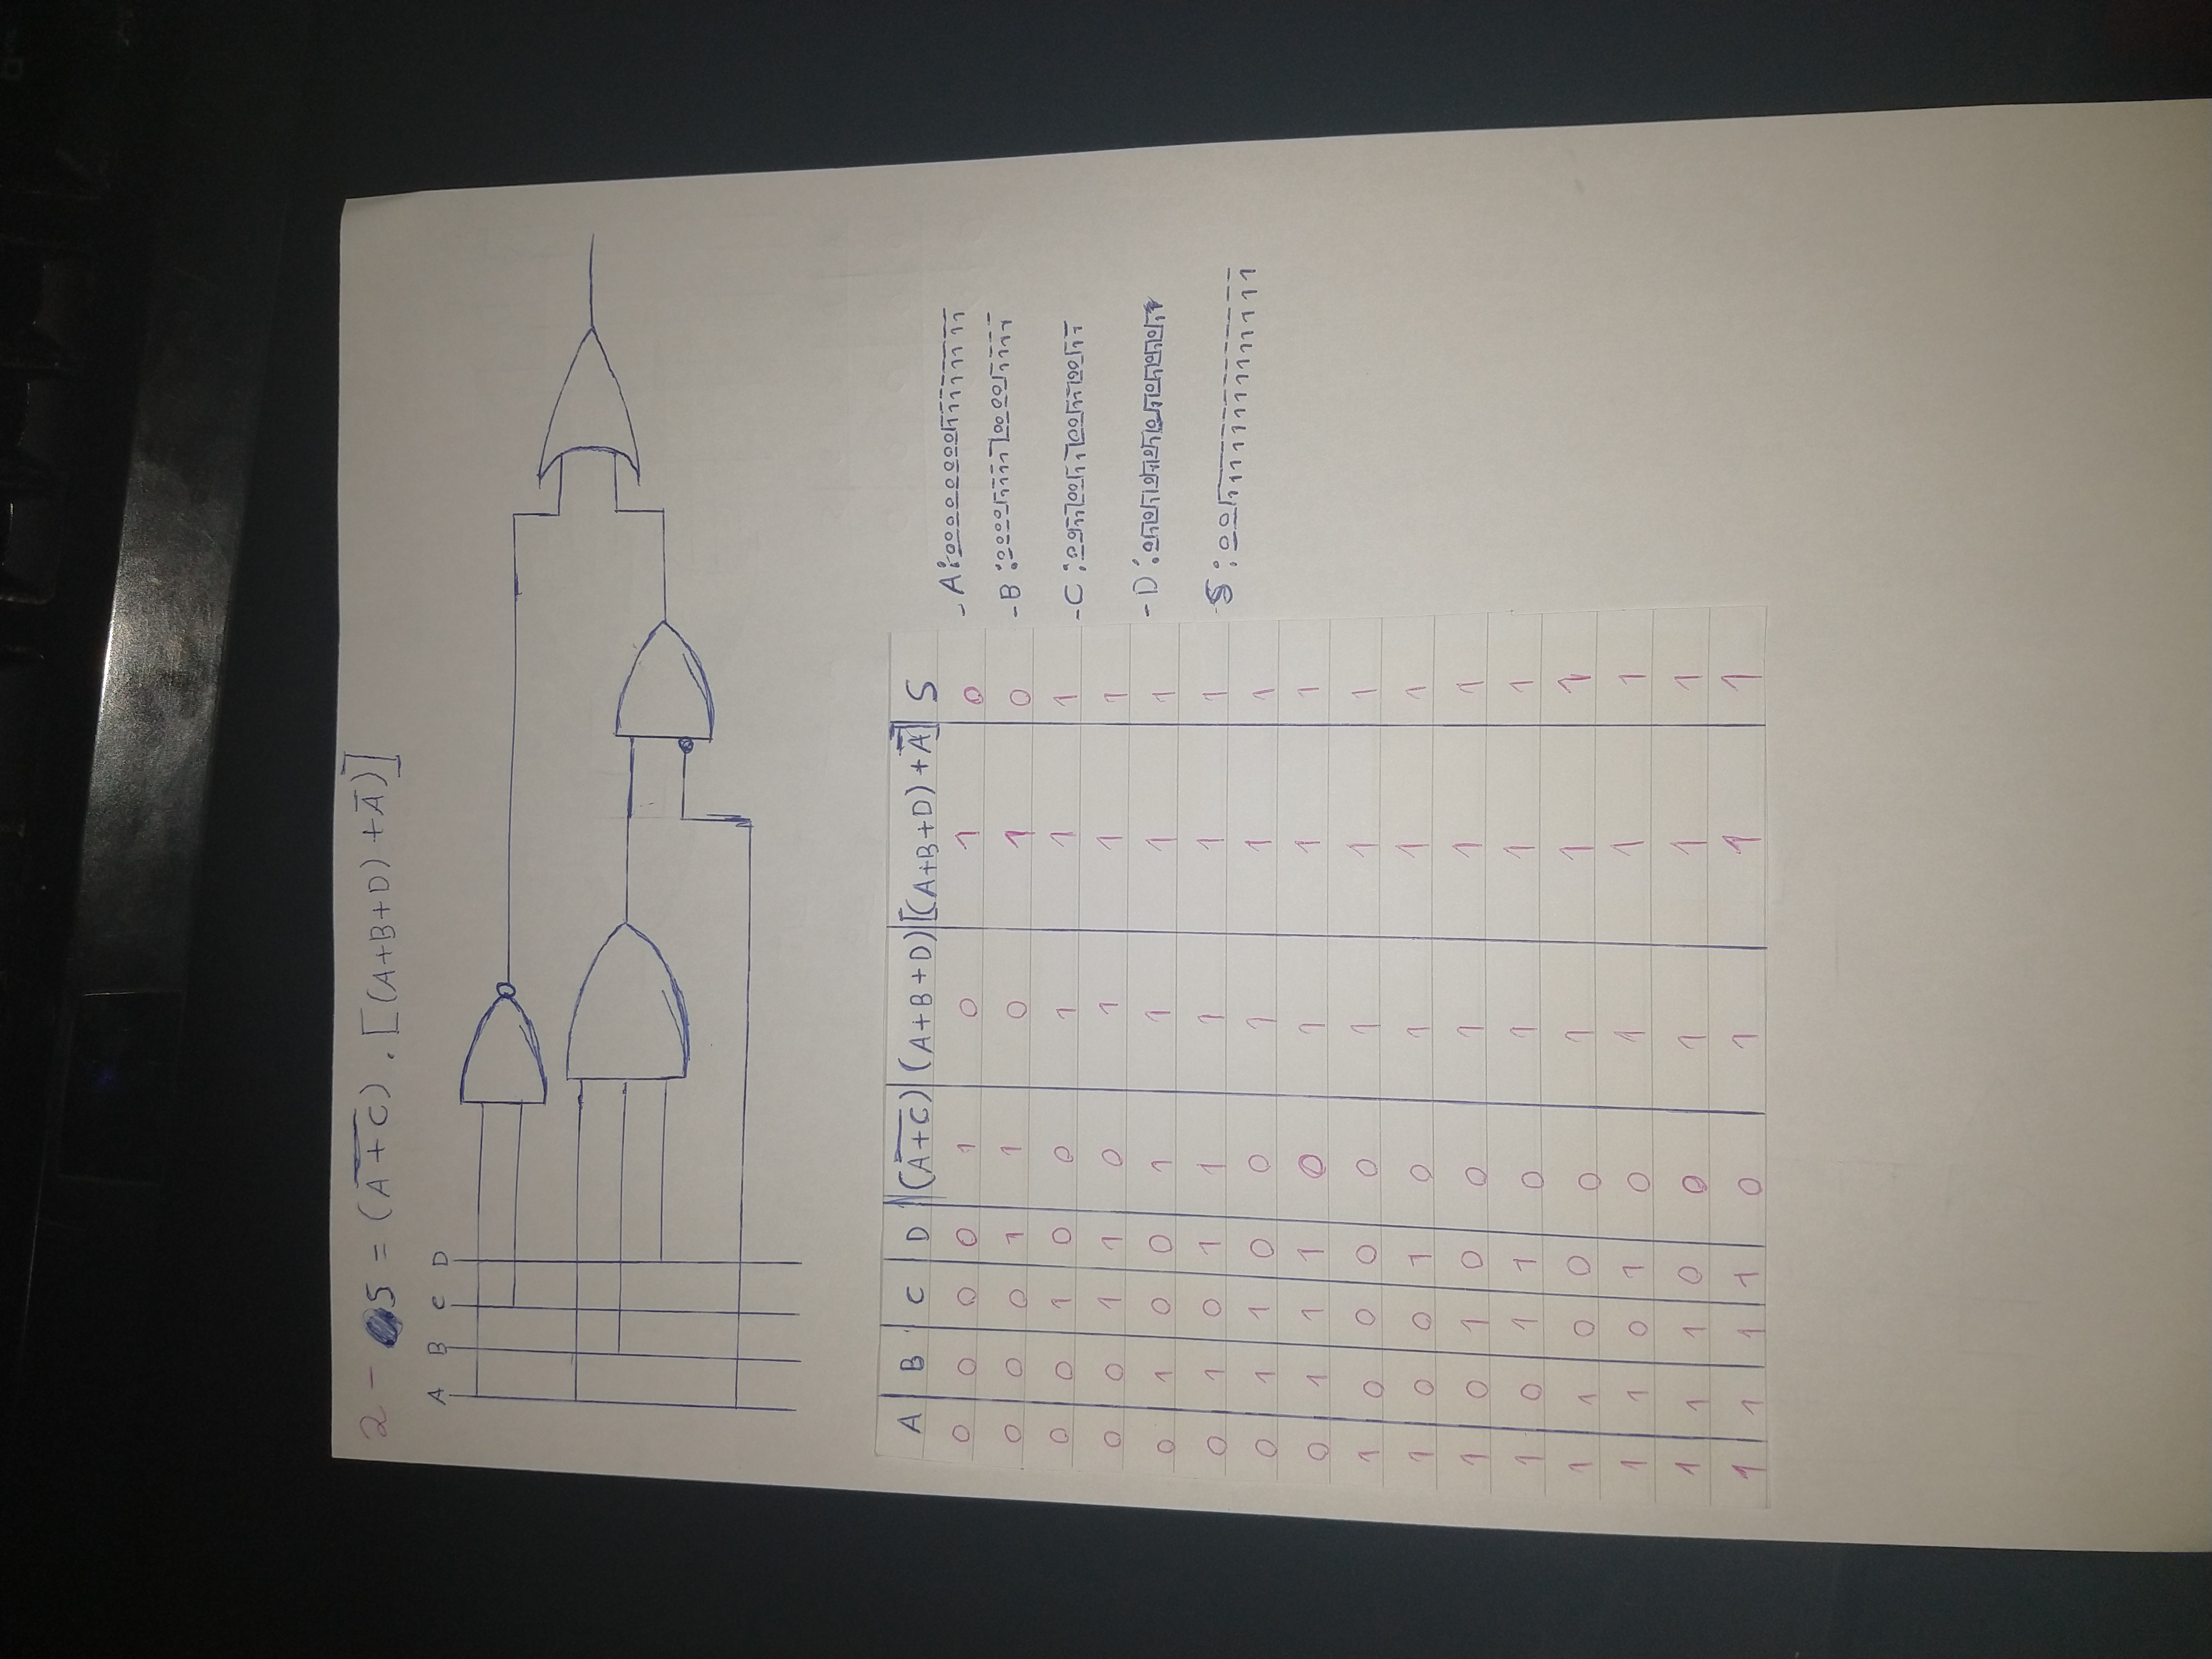 2 - S = (A̅+̅C̅) . [(A+B+D) + A̅)]
A B C D
A B C D (A̅+̅C̅) (A+B+D) [(A+B+D) + A̅] S
0 0 0 0 1 0 1 0
0 0 0 1 1 0 1 0
0 0 1 0 0 1 1 1
0 0 1 1 0 1 1 1
0 1 0 0 1 1 1 1
0 1 0 1 1 1 1 1
0 1 1 0 0 1 1 1
0 1 1 1 0 1 1 1
1 0 0 0 0 1 1 1
1 0 0 1 0 1 1 1
1 0 1 0 0 1 1 1
1 0 1 1 0 1 1 1
1 1 0 0 0 1 1 1
1 1 0 1 0 1 1 1
1 1 1 0 0 1 1 1
1 1 1 1 0 1 1 1
- A: 0000000011111111
- B: 0000111100001111
- C: 0011001100110011
- D: 0101010101010101
- S: 0011111111111111